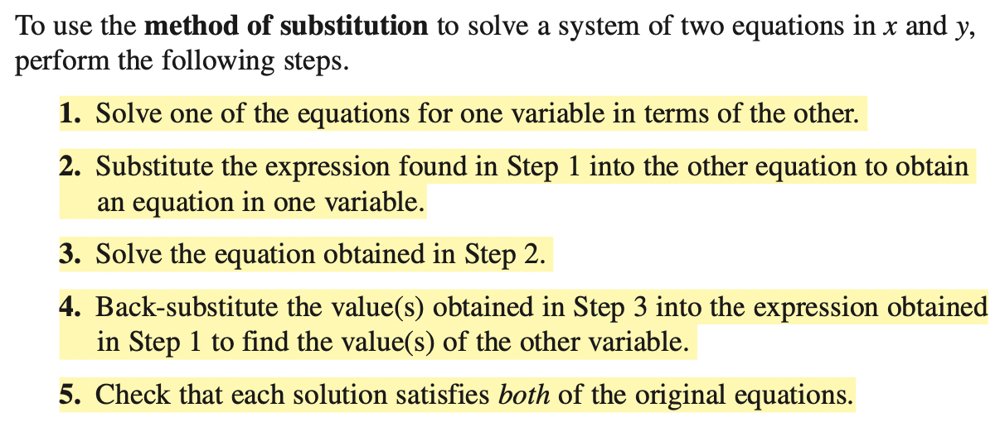 To use the method of substitution to solve a system of two equations in x and y,
perform the following steps.
1. Solve one of the equations for one variable in terms of the other.
2. Substitute the expression found in Step 1 into the other equation to obtain
an equation in one variable.
3. Solve the equation obtained in Step 2.
4. Back-substitute the value(s) obtained in Step 3 into the expression obtained
in Step 1 to find the value(s) of the other variable.
5. Check that each solution satisfies both of the original equations.